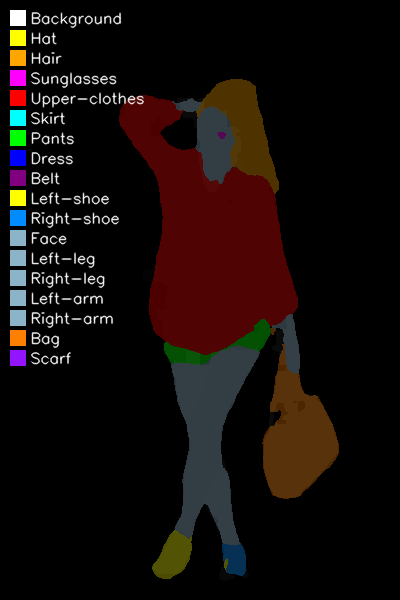 Background
Hat
Hair
Sunglasses
Upper-clothes
Skirt
Pants
Dress
Belt
Left-shoe
Right-shoe
Face
Left-leg
Right-leg
Left-arm
Right-arm
Bag
Scarf